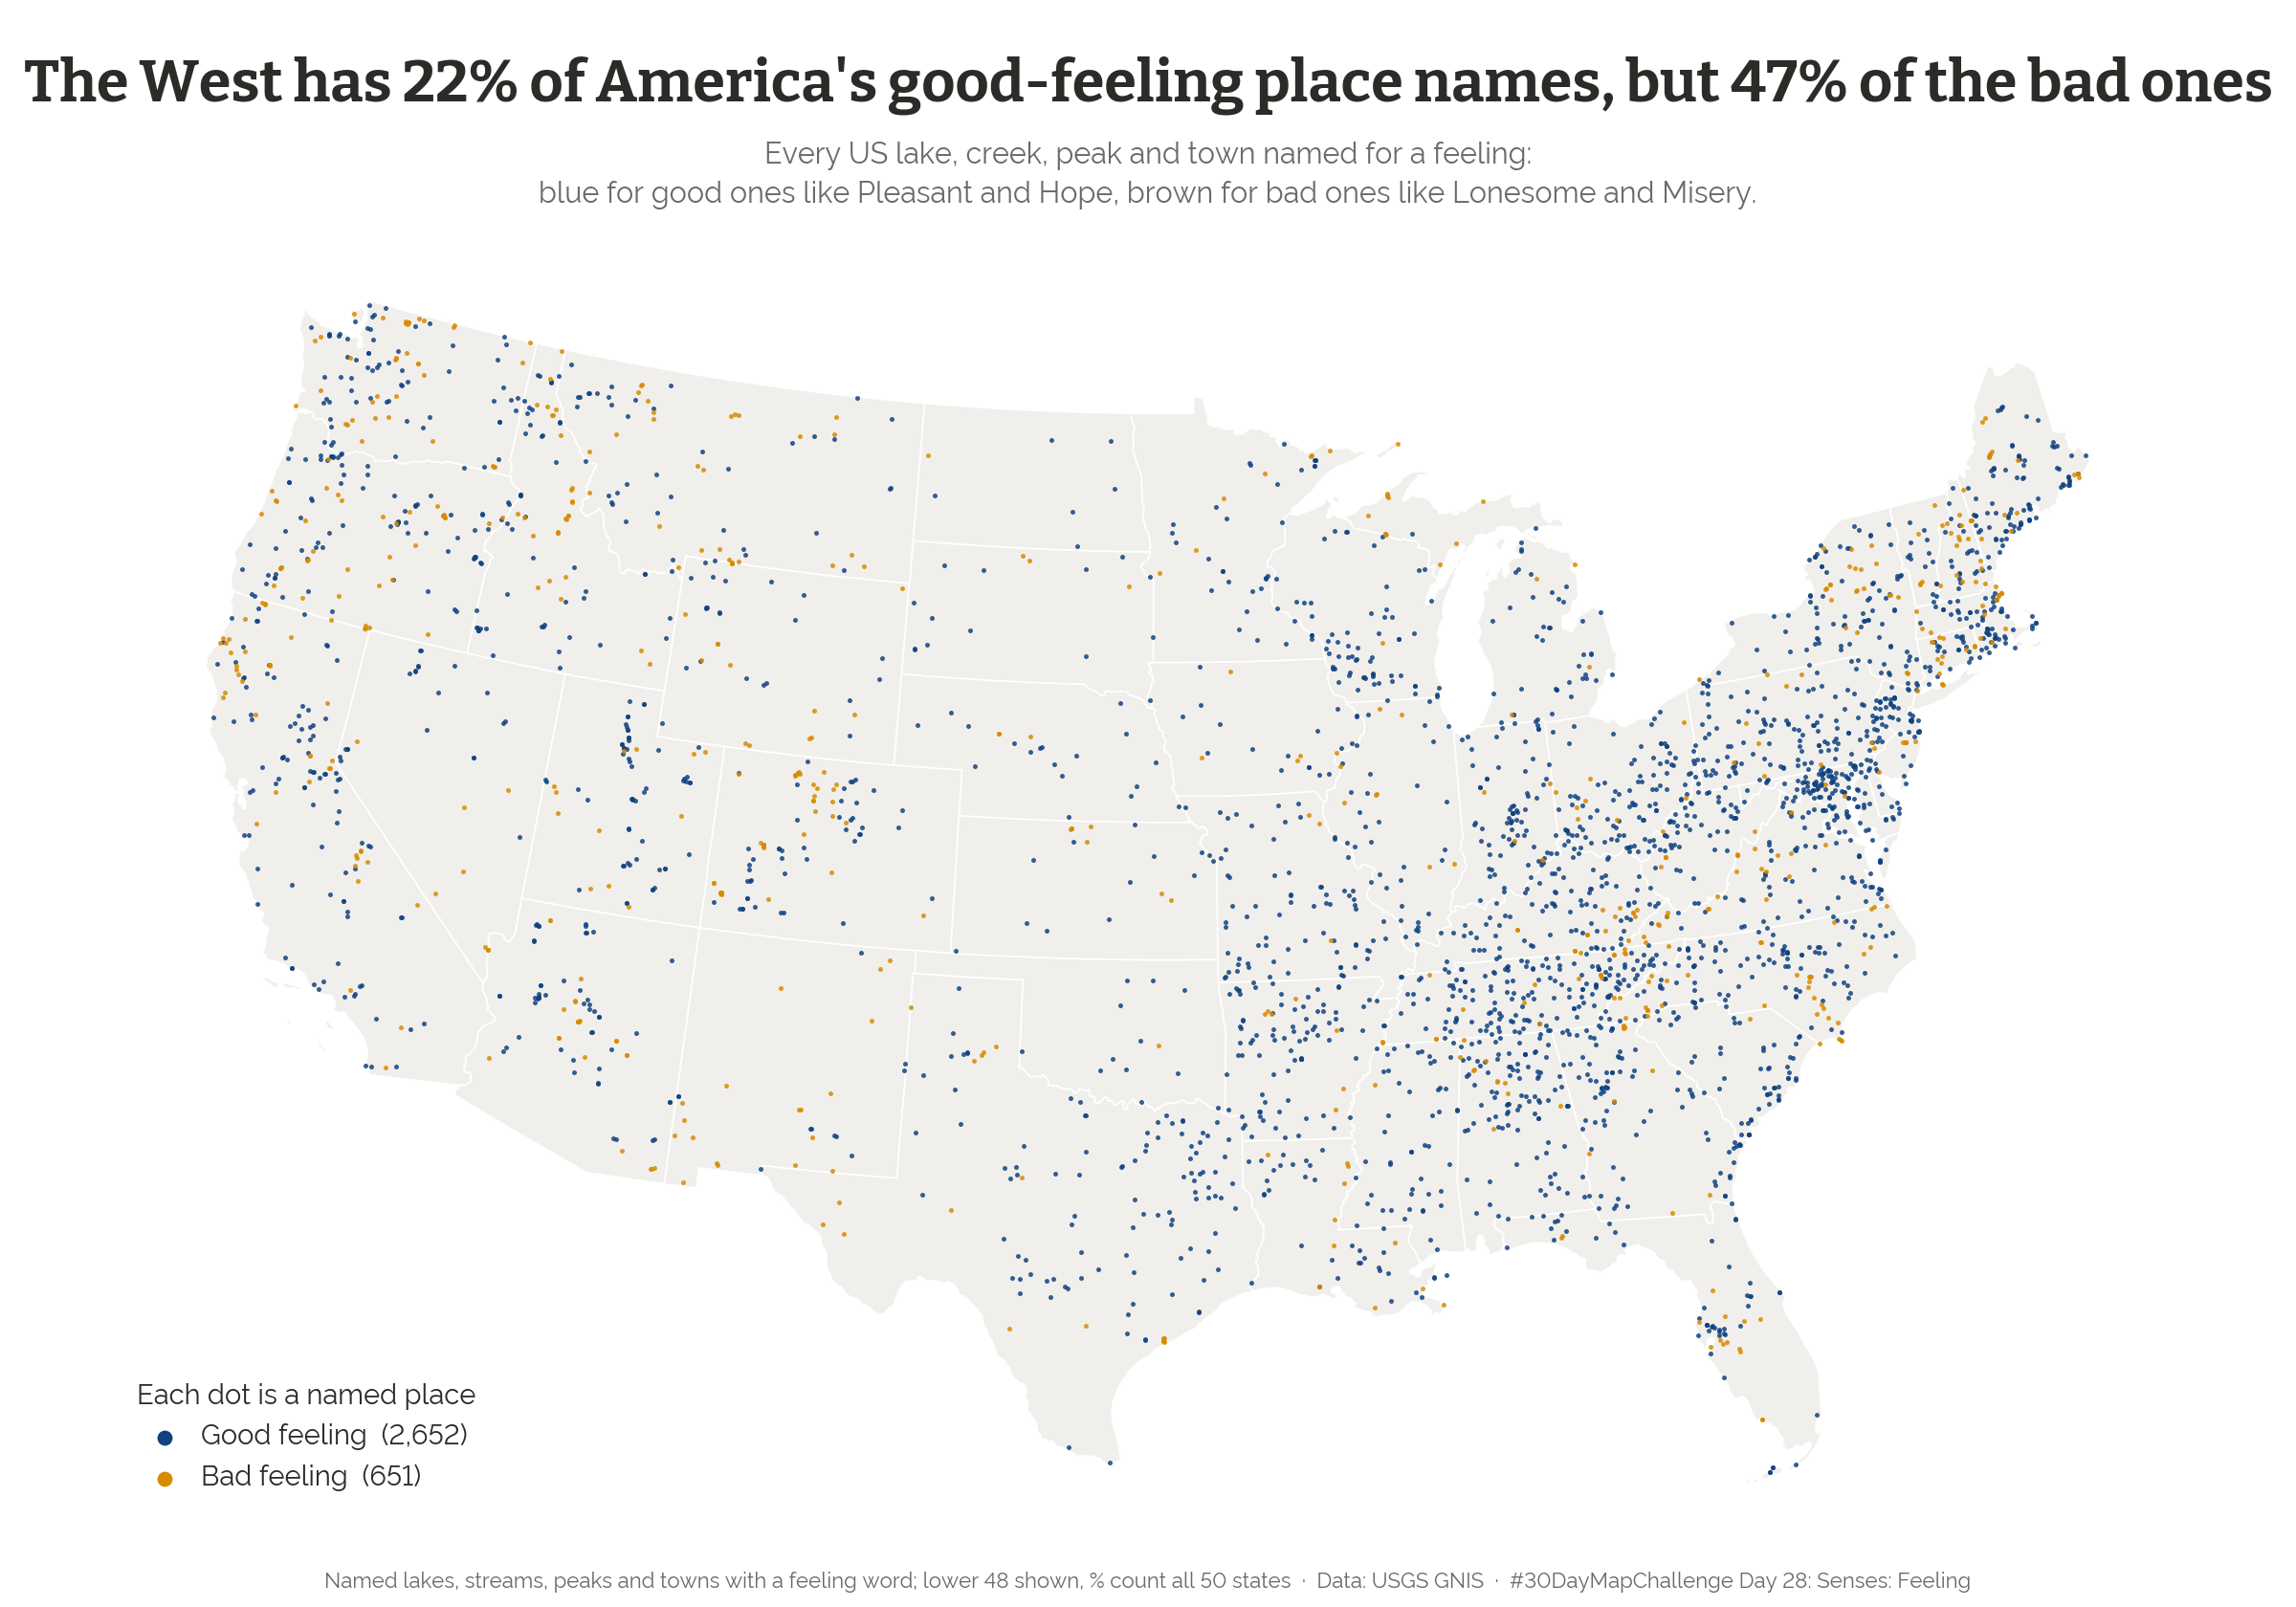 The West has 22% of America's good-feeling place names, but 47% of the bad ones
Every US lake, creek, peak and town named for a feeling:
blue for good ones like Pleasant and Hope, brown for bad ones like Lonesome and Misery.
Each dot is a named place
Good feeling (2,652)
Bad feeling (651)
Named lakes, streams, peaks and towns with a feeling word; lower 48 shown, % count all 50 states · Data: USGS GNIS · #30DayMapChallenge Day 28: Senses: Feeling